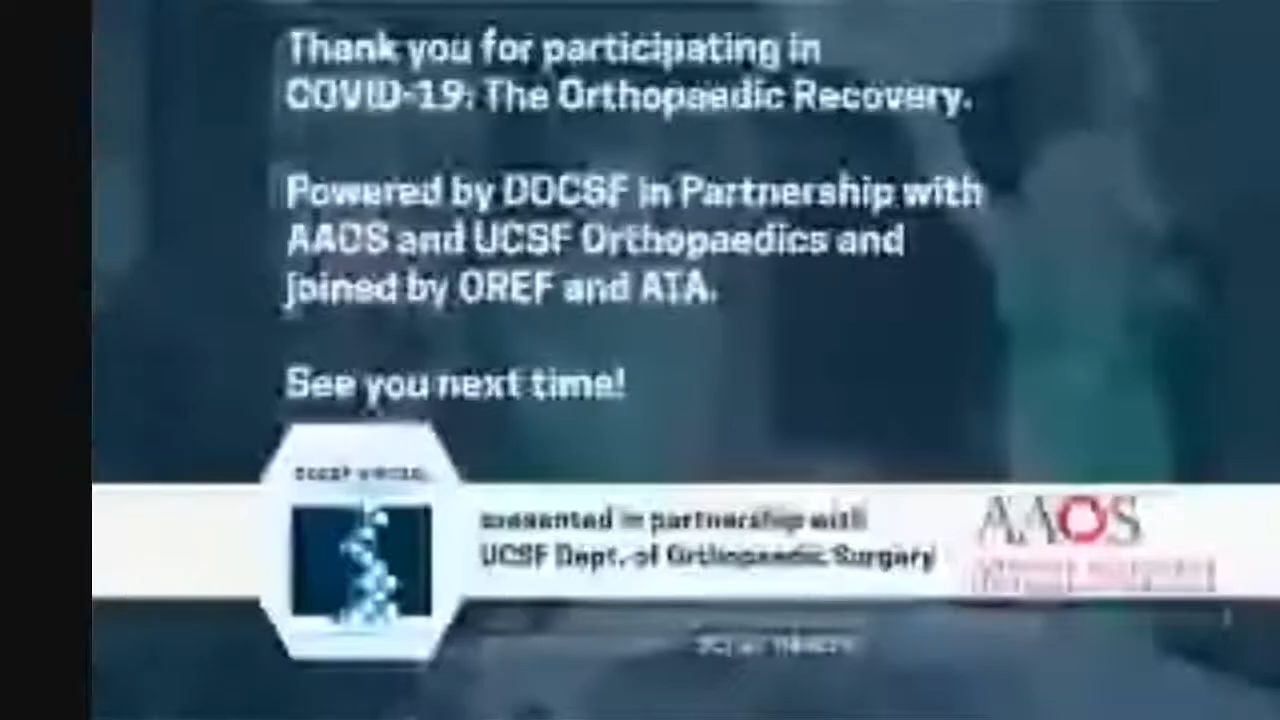 Thank you for participating in
COVID-19: The Orthopaedic Recovery.
Powered by DOCSF in Partnership with
AAOS and UCSF Orthopaedics and
joined by OREF and ATA.
See you next time!
presented in partnership with
UCSF Dept. of Orthopaedic Surgery
AAOS